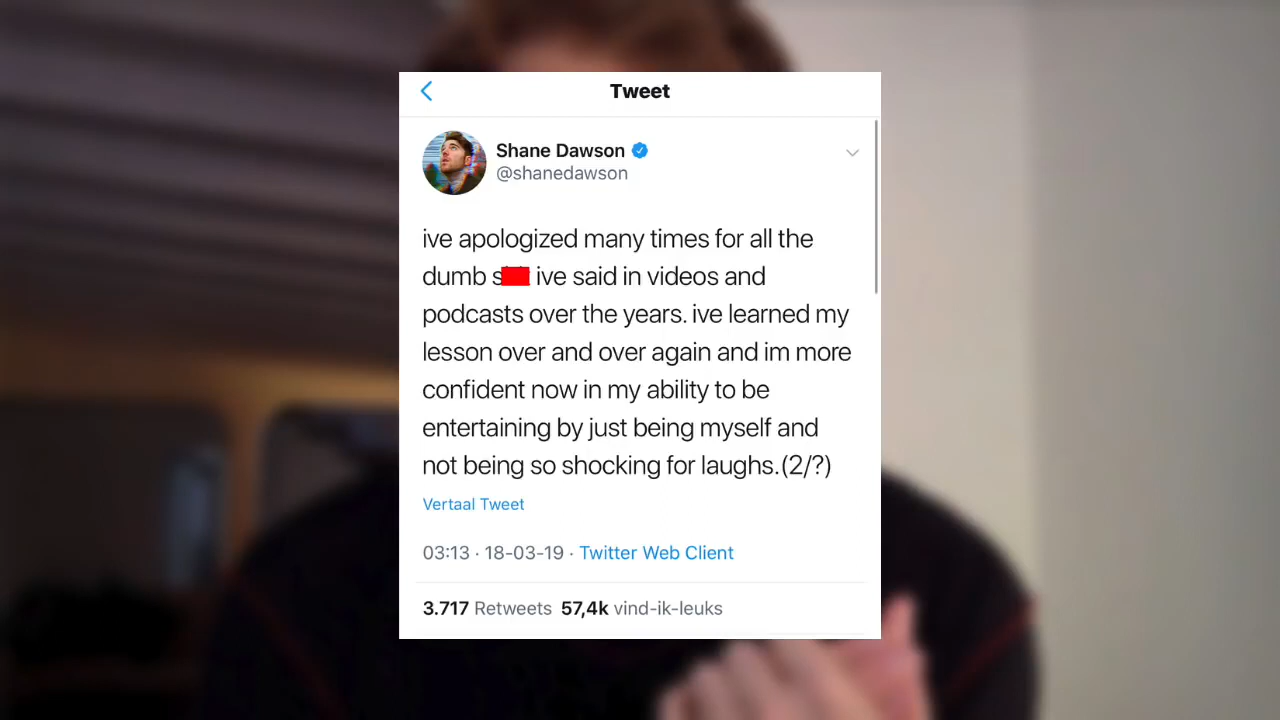 Tweet
Shane Dawson
@shanedawson
ive apologized many times for all the
dumb s ive said in videos and
podcasts over the years. ive learned my
lesson over and over again and im more
confident now in my ability to be
entertaining by just being myself and
not being so shocking for laughs.(2/?)
Vertaal Tweet
03:13 · 18-03-19 · Twitter Web Client
3.717 Retweets 57,4k vind-ik-leuks